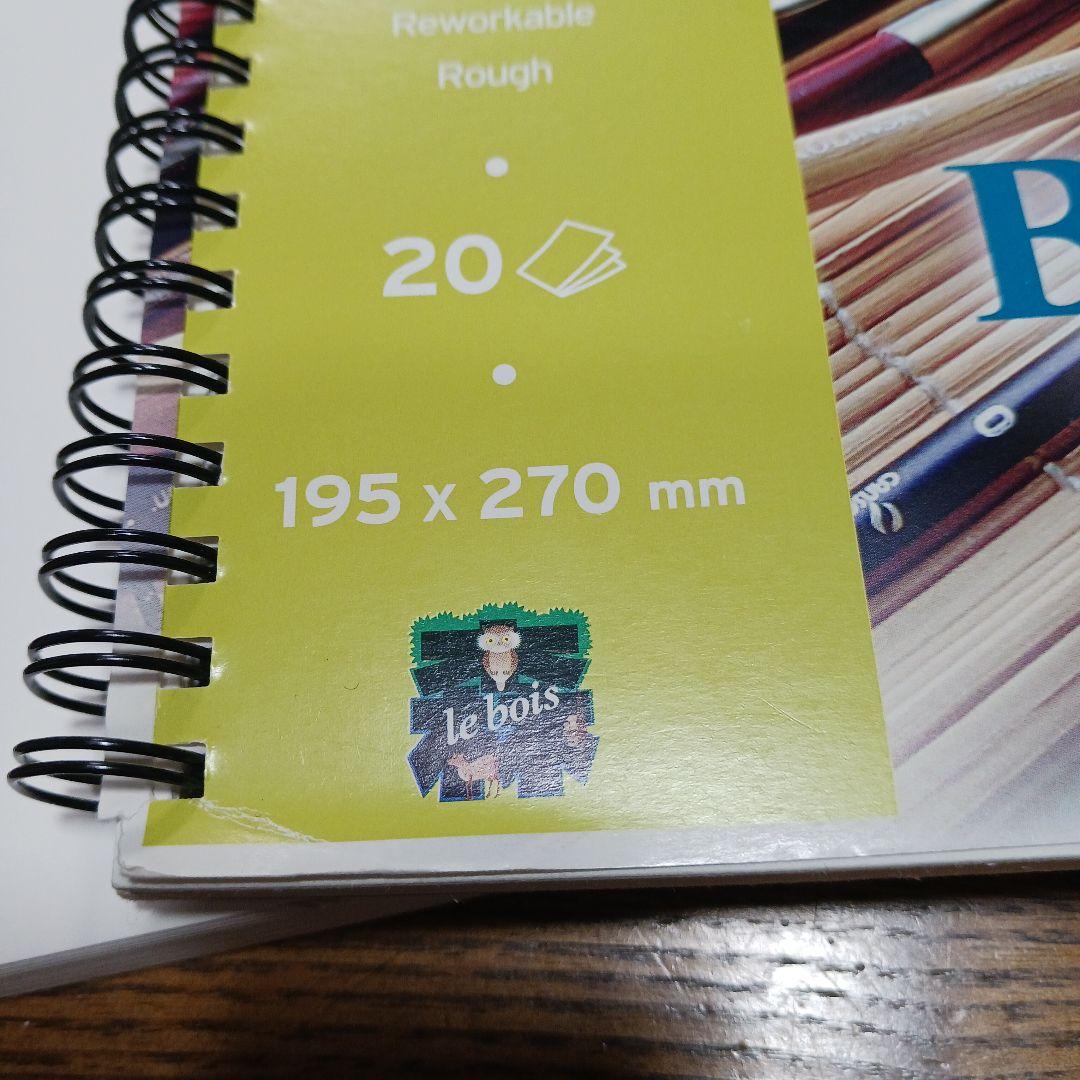 Reworkable
Rough
20
195 x 270 mm
le bois
B